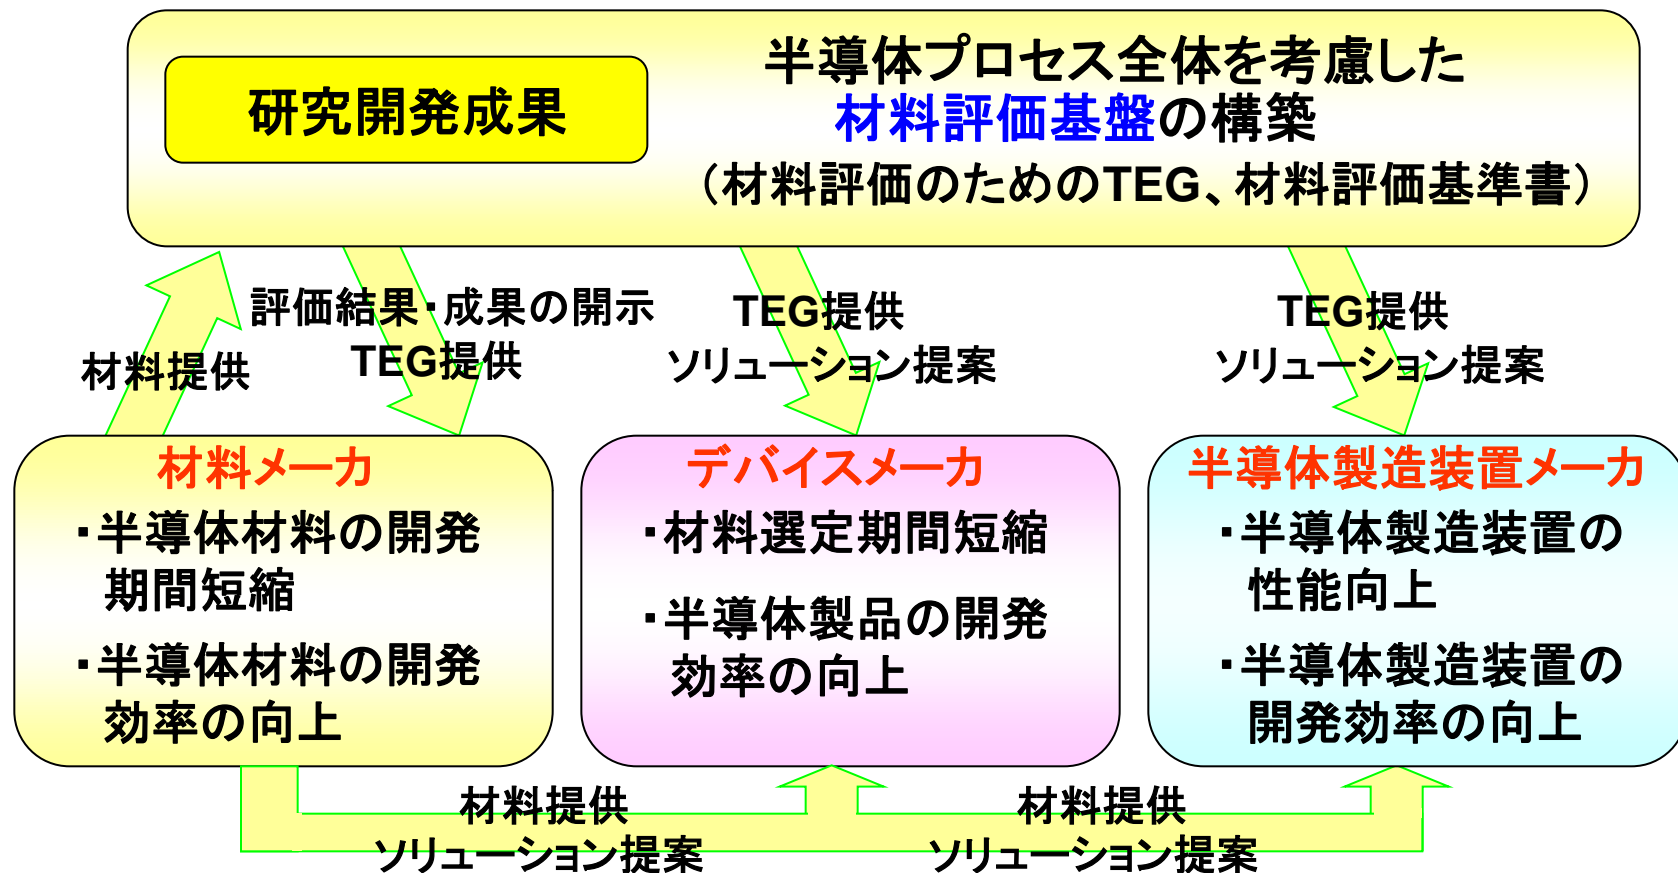 研究開発成果
半導体プロセス全体を考慮した
材料評価基盤の構築
（材料評価のためのTEG、材料評価基準書）
材料提供
評価結果・成果の開示
TEG提供
TEG提供
ソリューション提案
TEG提供
ソリューション提案
材料メーカ
・半導体材料の開発
期間短縮
・半導体材料の開発
効率の向上
デバイスメーカ
・材料選定期間短縮
・半導体製品の開発
効率の向上
半導体製造装置メーカ
・半導体製造装置の
性能向上
・半導体製造装置の
開発効率の向上
材料提供
ソリューション提案
材料提供
ソリューション提案